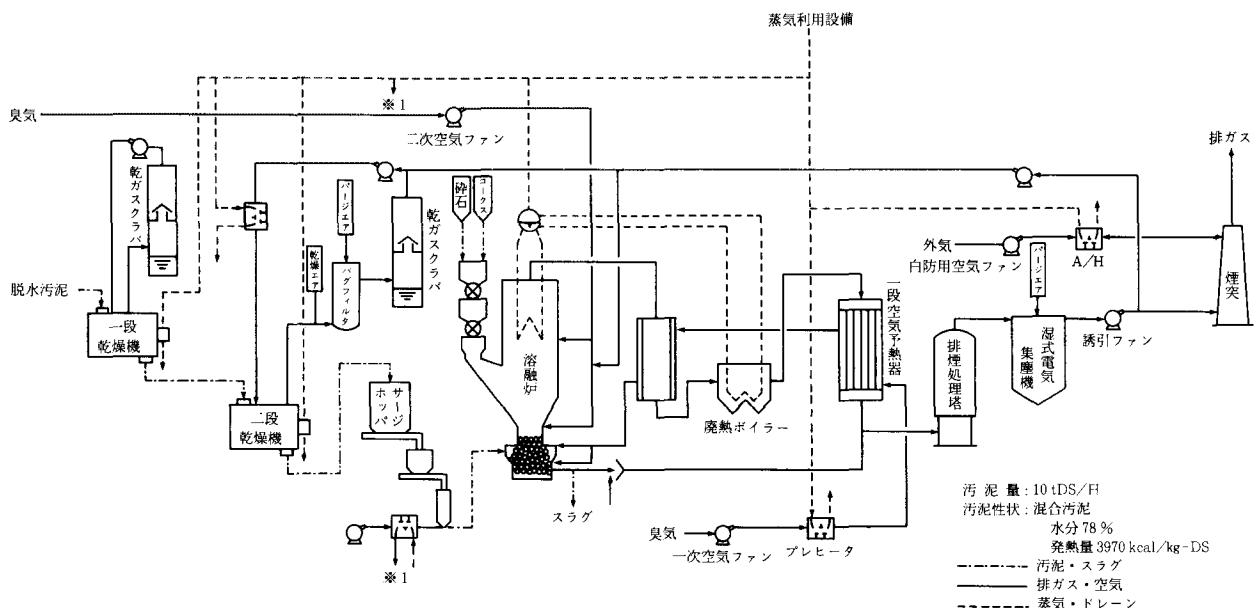 蒸気利用設備
※1
臭気
二次空気ファン
排ガス
乾ガスクラバ
パージエア
乾燥エア
バグフィルタ
乾ガスクラバ
砕石
コークス
外気
白防用空気ファン
A/H
パージエア
煙突
脱水汚泥
一段
乾燥機
二段
乾燥機
サージ
ホッパ
溶融炉
廃熱ボイラー
一段空気予熱器
排煙処理塔
湿式電気
集塵機
誘引ファン
スラグ
※1
臭気
一次空気ファン
プレヒータ
汚泥量:10 tDS/H
汚泥性状:混合汚泥
水分78%
発熱量3970 kcal/kg-DS
汚泥・スラグ
排ガス・空気
蒸気・ドレーン